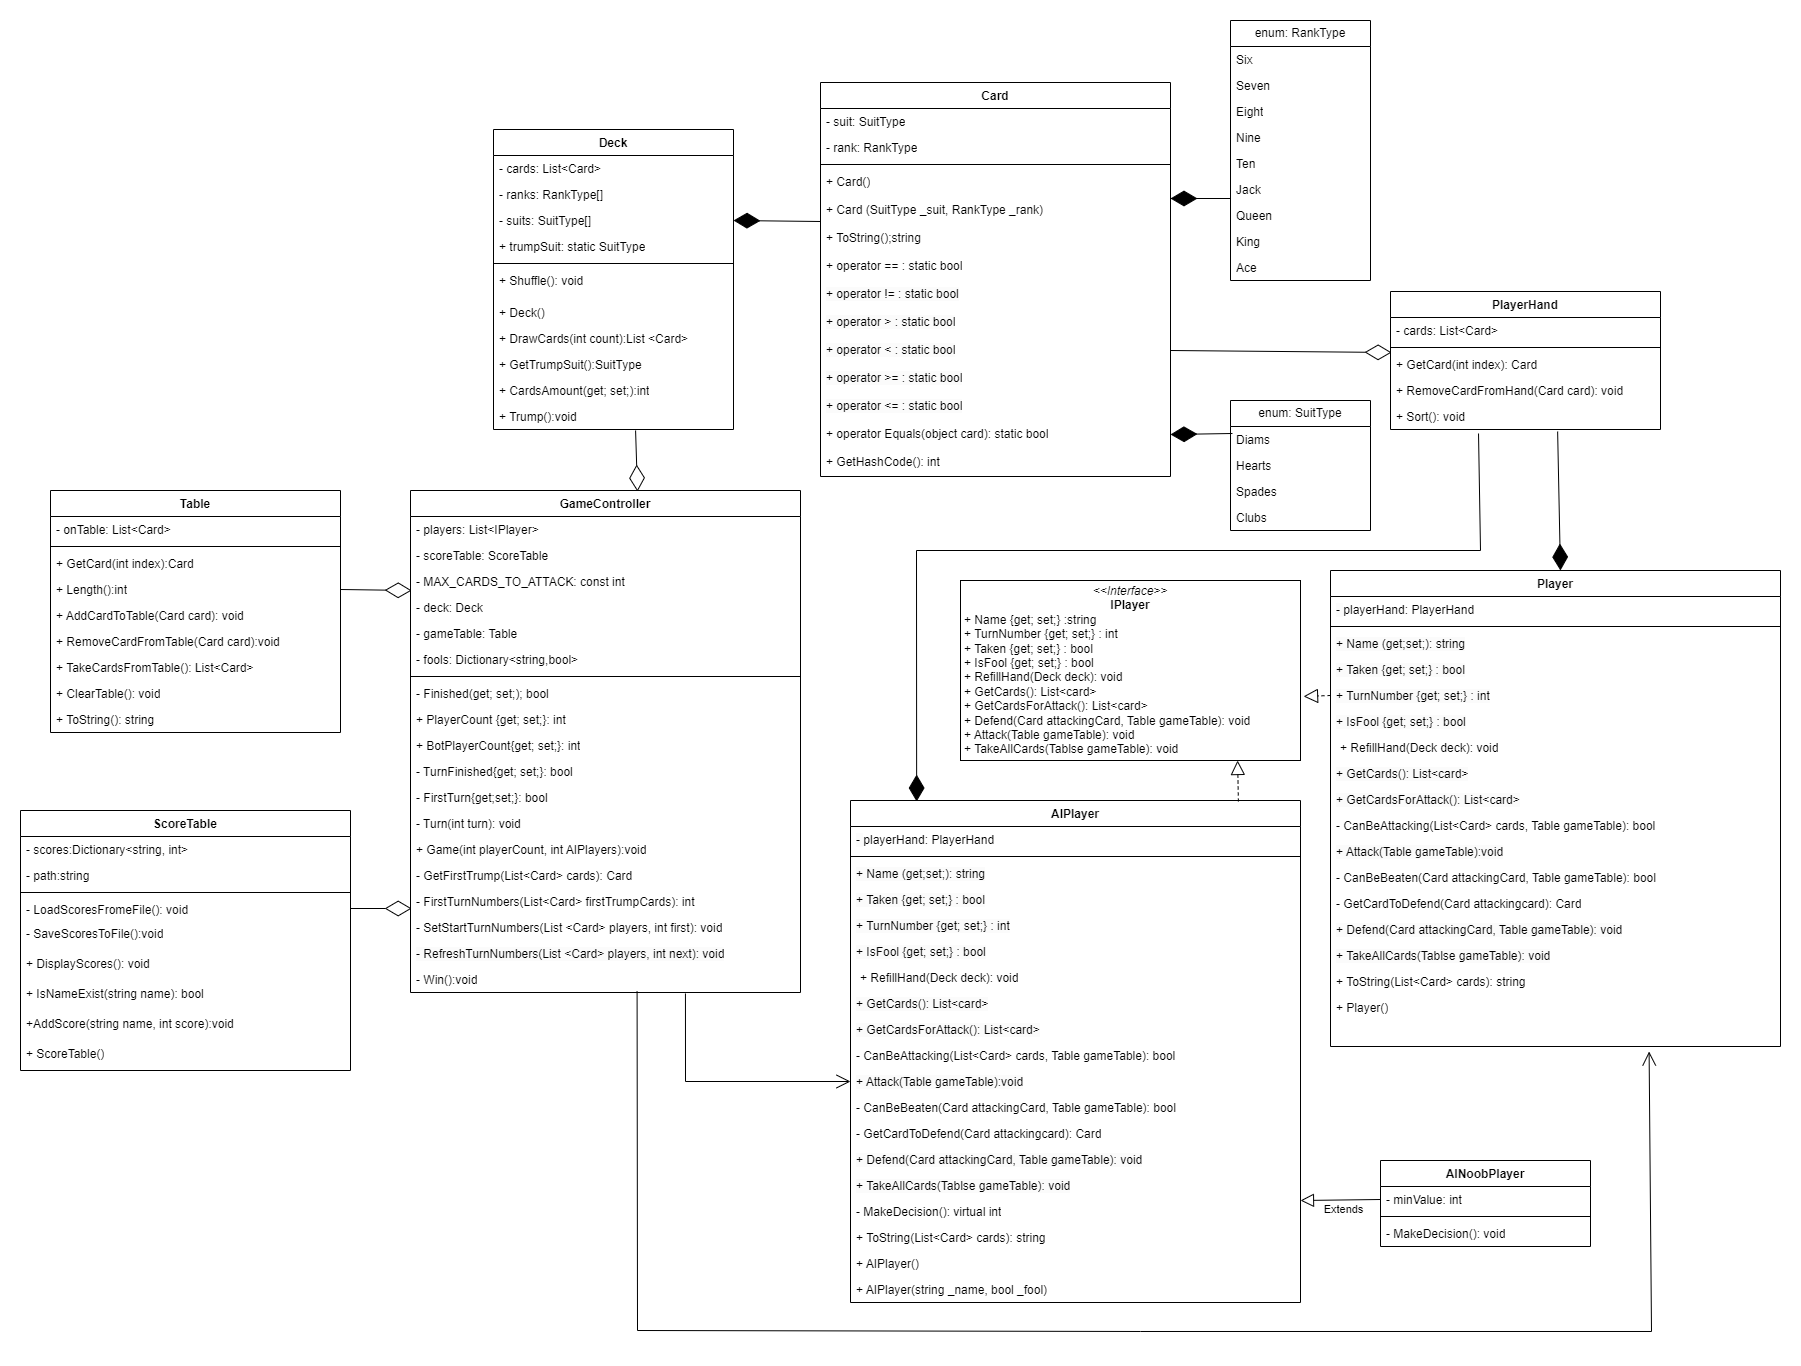 enum: RankType
Six
Seven
Eight
Nine
Ten
Jack
Queen
King
Ace
Card
- suit: SuitType
- rank: RankType
+ Card()
+ Card (SuitType _suit, RankType _rank)
+ ToString();string
+ operator == : static bool
+ operator != : static bool
+ operator > : static bool
+ operator < : static bool
+ operator >= : static bool
+ operator <= : static bool
+ operator Equals(object card): static bool
+ GetHashCode(): int
Deck
- cards: List<Card>
- ranks: RankType[]
- suits: SuitType[]
+ trumpSuit: static SuitType
+ Shuffle(): void
+ Deck()
+ DrawCards(int count):List <Card>
+ GetTrumpSuit():SuitType
+ CardsAmount(get; set;):int
+ Trump():void
PlayerHand
- cards: List<Card>
+ GetCard(int index): Card
+ RemoveCardFromHand(Card card): void
+ Sort(): void
enum: SuitType
Diams
Hearts
Spades
Clubs
Table
- onTable: List<Card>
+ GetCard(int index):Card
+ Length():int
+ AddCardToTable(Card card): void
+ RemoveCardFromTable(Card card):void
+ TakeCardsFromTable(): List<Card>
+ ClearTable(): void
+ ToString(): string
GameController
- players: List<IPlayer>
- scoreTable: ScoreTable
- MAX_CARDS_TO_ATTACK: const int
- deck: Deck
- gameTable: Table
- fools: Dictionary<string,bool>
- Finished(get; set;); bool
+ PlayerCount {get; set;}: int
+ BotPlayerCount{get; set;}: int
- TurnFinished{get; set;}: bool
- FirstTurn{get;set;}: bool
- Turn(int turn): void
+ Game(int playerCount, int AIPlayers):void
- GetFirstTrump(List<Card> cards): Card
- FirstTurnNumbers(List<Card> firstTrumpCards): int
- SetStartTurnNumbers(List <Card> players, int first): void
- RefreshTurnNumbers(List <Card> players, int next): void
- Win():void
<<Interface>>
IPlayer
+ Name {get; set;} :string
+ TurnNumber {get; set;} : int
+ Taken {get; set;} : bool
+ IsFool {get; set;} : bool
+ RefillHand(Deck deck): void
+ GetCards(): List<card>
+ GetCardsForAttack(): List<card>
+ Defend(Card attackingCard, Table gameTable): void
+ Attack(Table gameTable): void
+ TakeAllCards(Tablse gameTable): void
Player
- playerHand: PlayerHand
+ Name (get;set;): string
+ Taken {get; set;} : bool
+ TurnNumber {get; set;} : int
+ IsFool {get; set;} : bool
+ RefillHand(Deck deck): void
+ GetCards(): List<card>
+ GetCardsForAttack(): List<card>
- CanBeAttacking(List<Card> cards, Table gameTable): bool
+ Attack(Table gameTable):void
- CanBeBeaten(Card attackingCard, Table gameTable): bool
- GetCardToDefend(Card attackingcard): Card
+ Defend(Card attackingCard, Table gameTable): void
+ TakeAllCards(Tablse gameTable): void
+ ToString(List<Card> cards): string
+ Player()
ScoreTable
- scores:Dictionary<string, int>
- path:string
- LoadScoresFromeFile(): void
- SaveScoresToFile():void
+ DisplayScores(): void
+ IsNameExist(string name): bool
+AddScore(string name, int score):void
+ ScoreTable()
AIPlayer
- playerHand: PlayerHand
+ Name (get;set;): string
+ Taken {get; set;} : bool
+ TurnNumber {get; set;} : int
+ IsFool {get; set;} : bool
+ RefillHand(Deck deck): void
+ GetCards(): List<card>
+ GetCardsForAttack(): List<card>
- CanBeAttacking(List<Card> cards, Table gameTable): bool
+ Attack(Table gameTable):void
- CanBeBeaten(Card attackingCard, Table gameTable): bool
- GetCardToDefend(Card attackingcard): Card
+ Defend(Card attackingCard, Table gameTable): void
+ TakeAllCards(Tablse gameTable): void
- MakeDecision(): virtual int
+ ToString(List<Card> cards): string
+ AIPlayer()
+ AIPlayer(string _name, bool _fool)
Extends
AINoobPlayer
- minValue: int
- MakeDecision(): void